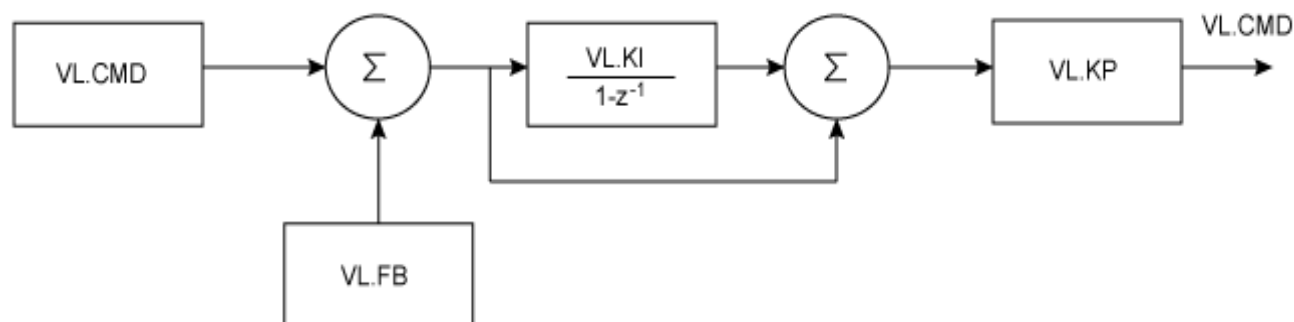 VL.CMD
VL.CMD
Σ
VL.KI
1-z⁻¹
Σ
VL.KP
VL.FB